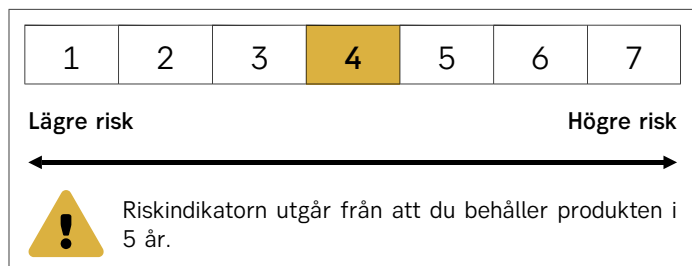 1 2 3 4 5 6 7
Lägre risk Högre risk
Riskindikatorn utgår från att du behåller produkten i
5 år.